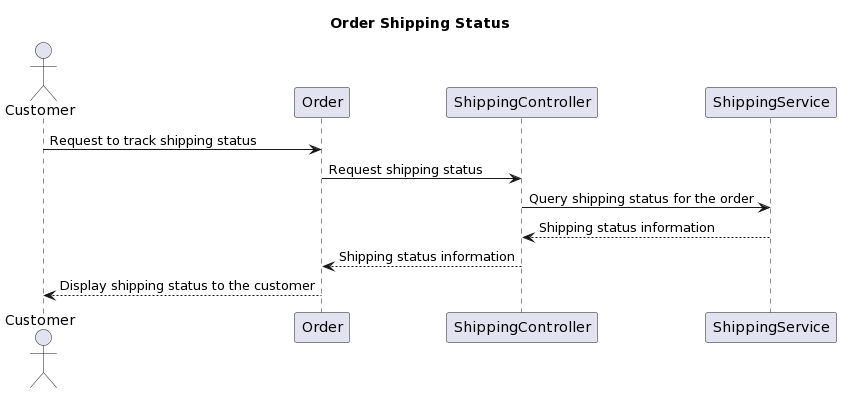 Order Shipping Status
Customer
Order
ShippingController
ShippingService
Request to track shipping status
Request shipping status
Query shipping status for the order
Shipping status information
Shipping status information
Display shipping status to the customer
Customer
Order
ShippingController
ShippingService